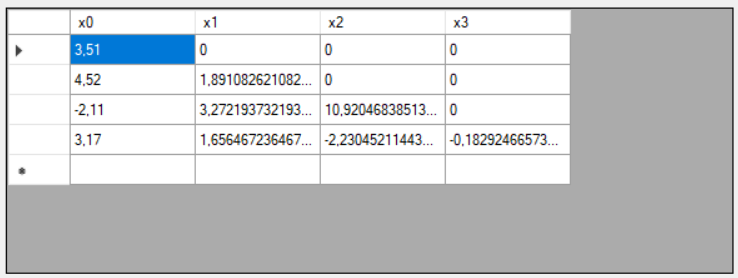 x0 x1 x2 x3
3,51 0 0 0
4,52 1,891082621082... 0 0
-2,11 3,272193732193... 10,92046838513... 0
3,17 1,656467236467... -2,23045211443... -0,18292466573...